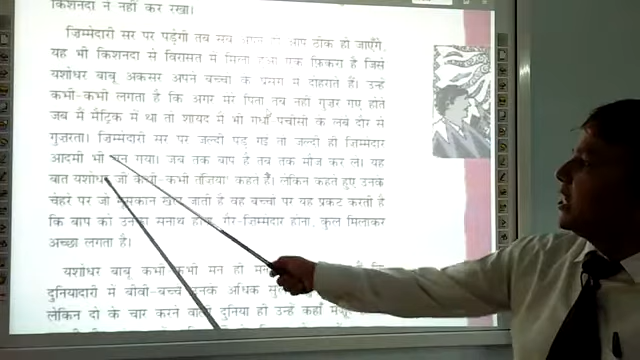 किशनदा ने नहीं कर रखा।
ज़िम्मेदारी सर पर पड़ेगी तब सब अपने ही आप ठीक हो जाएँगे,
यह भी किशनदा से विरासत में मिला हुआ एक फ़िकरा है जिसे
यशोधर बाबू अकसर अपने बच्चों के प्रसंग में दोहराते हैं। उन्हें
कभी-कभी लगता है कि अगर मेरे पिता तब नहीं गुज़र गए होते
जब मैं मैट्रिक में था तो शायद मैं भी गधा पचीसी के लंबे दौर से
गुज़रता। ज़िम्मेदारी सर पर जल्दी पड़ गई तो जल्दी ही ज़िम्मेदार
आदमी भी बन गया। जब तक बाप है तब तक मौज कर ले। यह
बात यशोधर जी कभी-कभी तंज़िया कहते हैं। लेकिन कहते हुए उनके
चेहरे पर जो मुसकान खेल जाती है वह बच्चों पर यह प्रकट करती है
कि बाप को उनका सनाथ होना, गैर-ज़िम्मेदार होना, कुल मिलाकर
अच्छा लगता है।
यशोधर बाबू कभी कभी मन ही मन
दुनियादारी में बीवी-बच्चे उनसे अधिक
लेकिन दो के चार करने वाली दुनिया ही उन्हें कहाँ